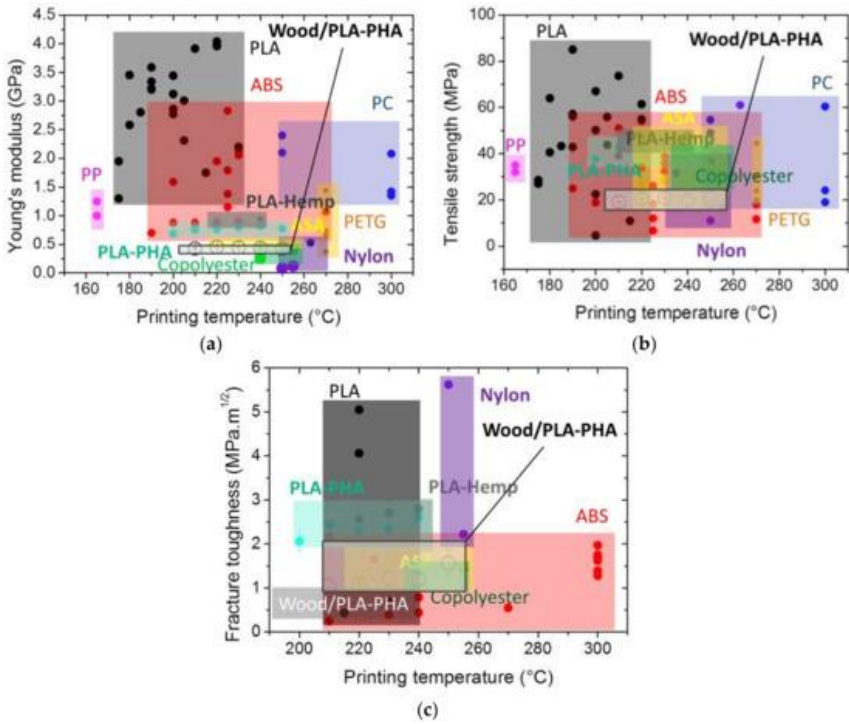 Young's modulus (GPa)
4.5
4.0
3.5
3.0
2.5
2.0
1.5
1.0
0.5
0.0
PLA
Wood/PLA-PHA
ABS
PC
PP
PLA-Hemp
ASA
PETG
PLA-PHA
Copolyester
Nylon
160 180 200 220 240 260 280 300
Printing temperature (°C)
(a)
Tensile strength (MPa)
100
80
60
40
20
0
PLA
Wood/PLA-PHA
ABS
PC
ASA
PP
PLA-Hemp
PLA-PHA
Copolyester
PETG
Nylon
160 180 200 220 240 260 280 300
Printing temperature (°C)
(b)
Fracture toughness (MPa.m1/2)
6
5
4
3
2
1
0
PLA
Nylon
Wood/PLA-PHA
PLA-PHA
PLA-Hemp
ABS
Copolyester
Wood/PLA-PHA
200 220 240 260 280 300
Printing temperature (°C)
(c)